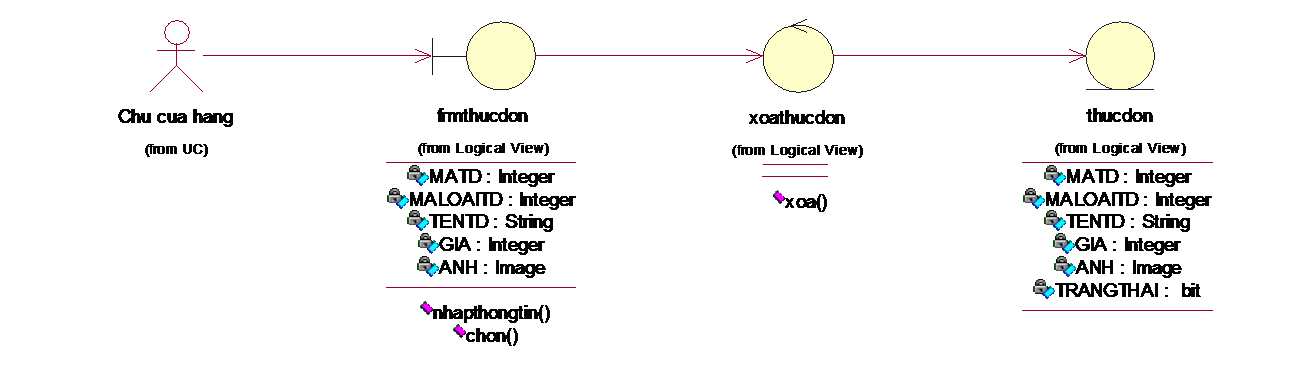 Chu cua hang
(from UC)
frmthucdon
(from Logical View)
MATD : Integer
MALOAITD : Integer
TENTD : String
GIA : Integer
ANH : Image
nhapthongtin()
chon()
xoathucdon
(from Logical View)
xoa()
thucdon
(from Logical View)
MATD : Integer
MALOAITD : Integer
TENTD : String
GIA : Integer
ANH : Image
TRANGTHAI : bit